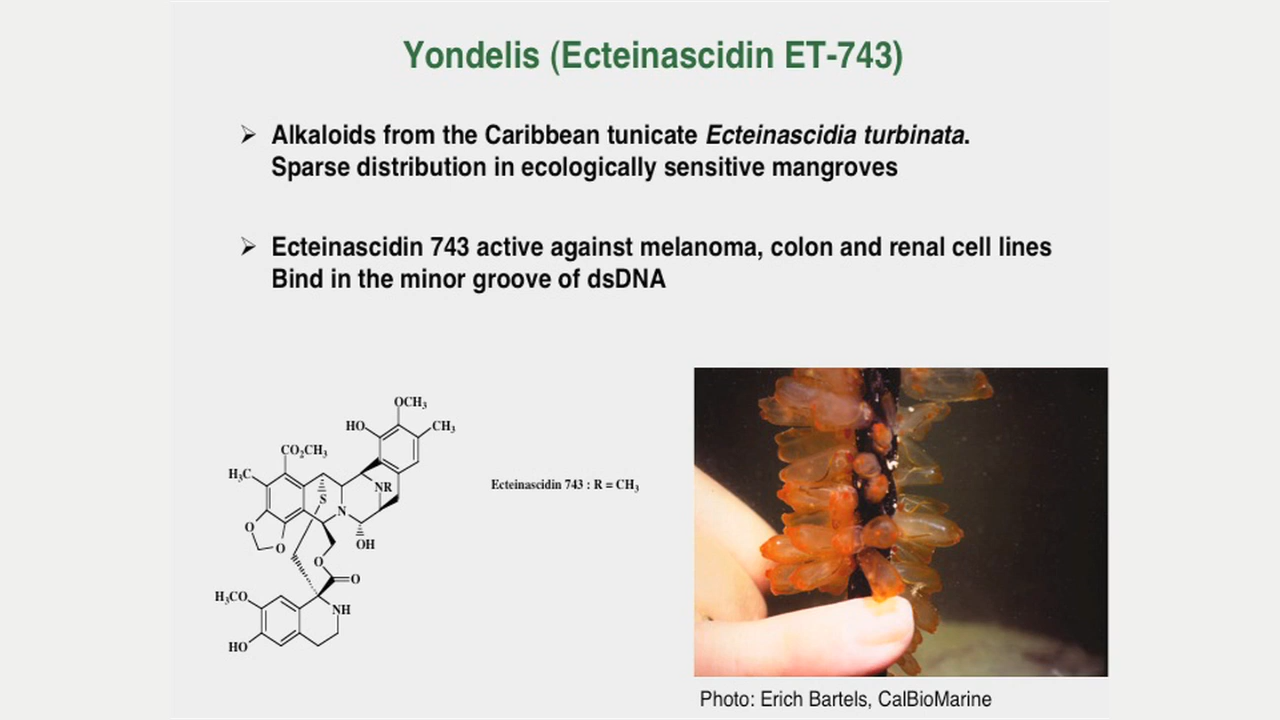 Yondelis (Ecteinascidin ET-743)
➢ Alkaloids from the Caribbean tunicate Ecteinascidia turbinata.
Sparse distribution in ecologically sensitive mangroves
➢ Ecteinascidin 743 active against melanoma, colon and renal cell lines
Bind in the minor groove of dsDNA
OCH₃
HO
CH₃
CO₂CH₃
H₃C
NR
S
N
O
O
OH
O
O
H₃CO
NH
HO
Ecteinascidin 743 : R = CH₃
Photo: Erich Bartels, CalBioMarine